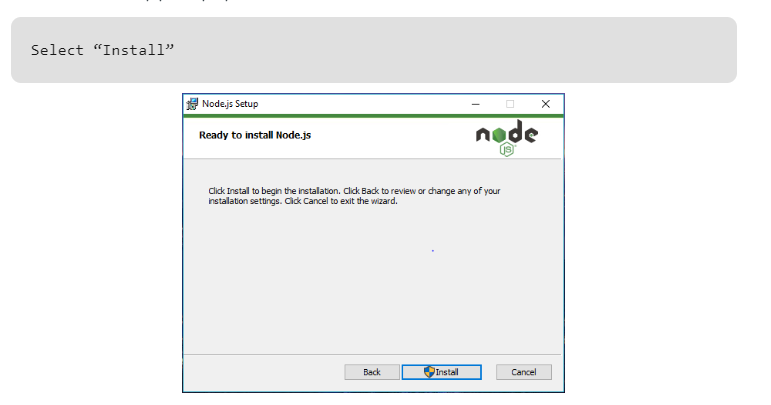 Select “Install”
Node.js Setup
Ready to install Node.js
node
JS
Click Install to begin the installation. Click Back to review or change any of your
installation settings. Click Cancel to exit the wizard.
Back
Install
Cancel